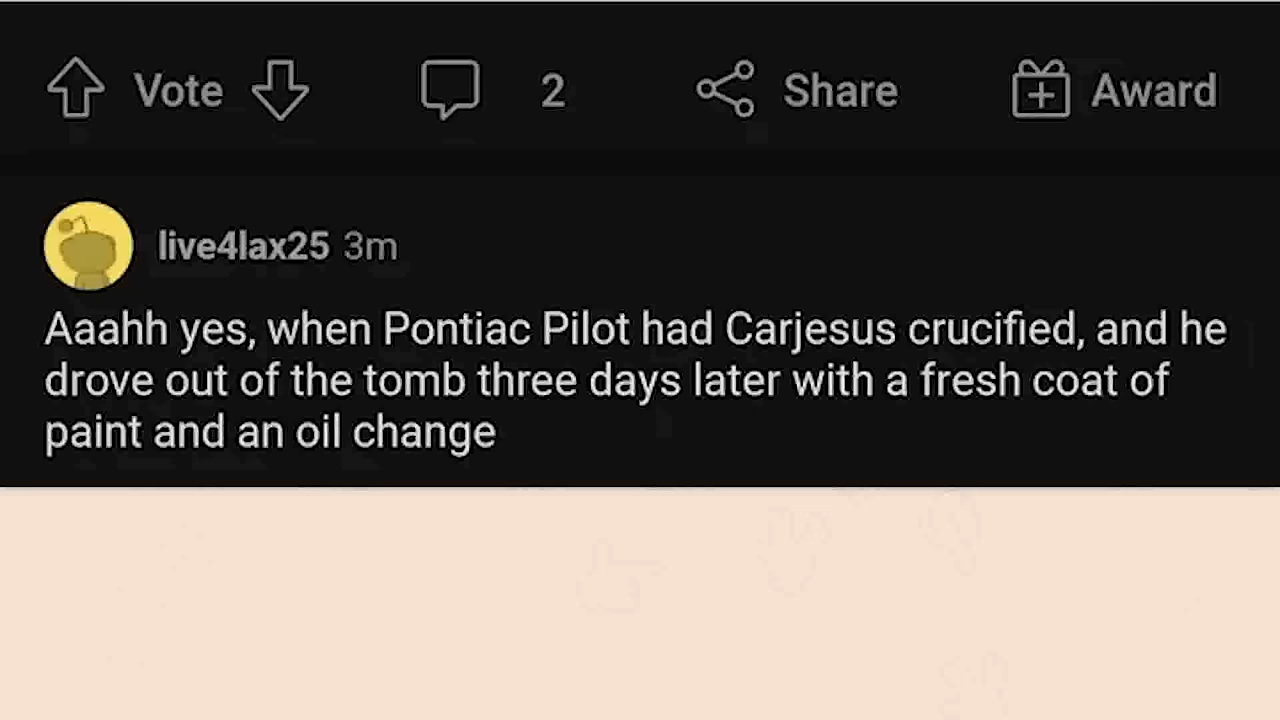 Vote 2 Share Award
live4lax25 3m
Aaahh yes, when Pontiac Pilot had Carjesus crucified, and he
drove out of the tomb three days later with a fresh coat of
paint and an oil change